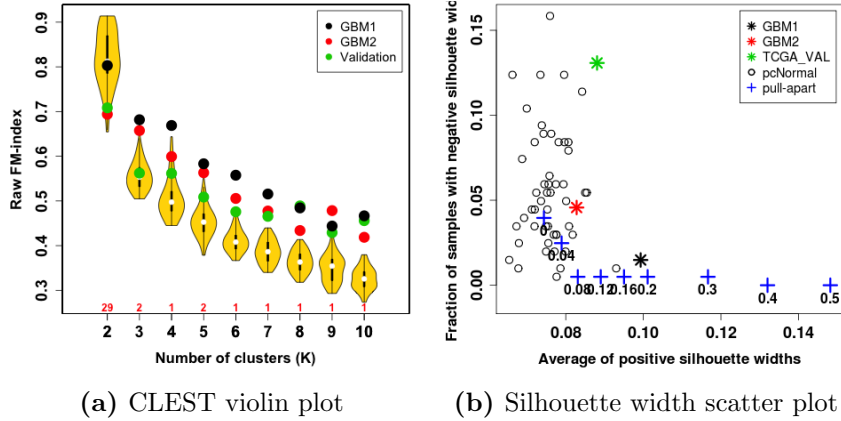 GBM1
GBM2
Validation
Raw FM-index
0.9
0.8
0.7
0.6
0.5
0.4
0.3
29 2 1 2 1 1 1 1 1
2 3 4 5 6 7 8 9 10
Number of clusters (K)
(a) CLEST violin plot
GBM1
GBM2
TCGA_VAL
pcNormal
pull-apart
Fraction of samples with negative silhouette width
0.15
0.10
0.05
0.00
0
0.04
0.08 0.12 0.16 0.2 0.3 0.4 0.5
0.08 0.10 0.12 0.14
Average of positive silhouette widths
(b) Silhouette width scatter plot